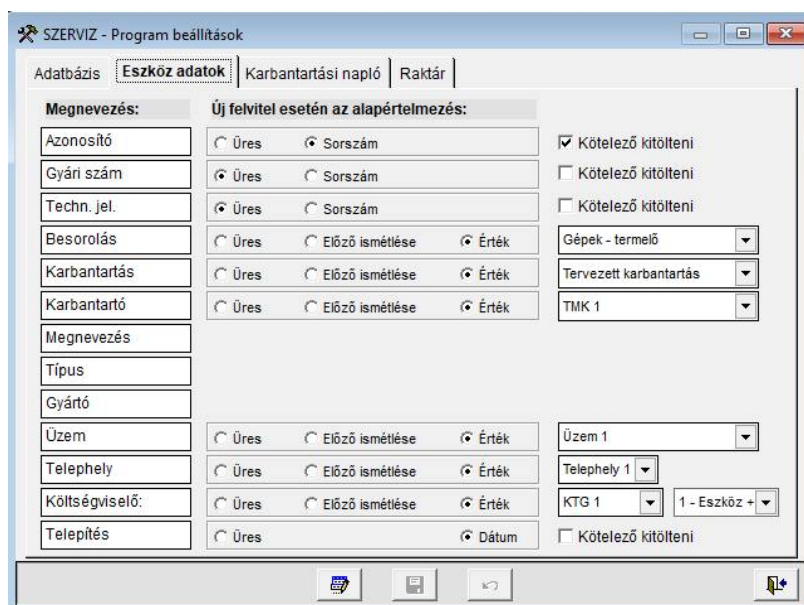 SZERVIZ - Program beállítások
Adatbázis Eszköz adatok Karbantartási napló Raktár
Megnevezés: Új felvitel esetén az alapértelmezés:
Azonosító Üres Sorszám Kötelező kitölteni
Gyári szám Üres Sorszám Kötelező kitölteni
Techn. jel. Üres Sorszám Kötelező kitölteni
Besorolás Üres Előző ismétlése Érték Gépek - termelő
Karbantartás Üres Előző ismétlése Érték Tervezett karbantartás
Karbantartó Üres Előző ismétlése Érték TMK 1
Megnevezés
Típus
Gyártó
Üzem Üres Előző ismétlése Érték Üzem 1
Telephely Üres Előző ismétlése Érték Telephely 1
Költségviselő: Üres Előző ismétlése Érték KTG 1 1 - Eszköz +
Telepítés Üres Dátum Kötelező kitölteni